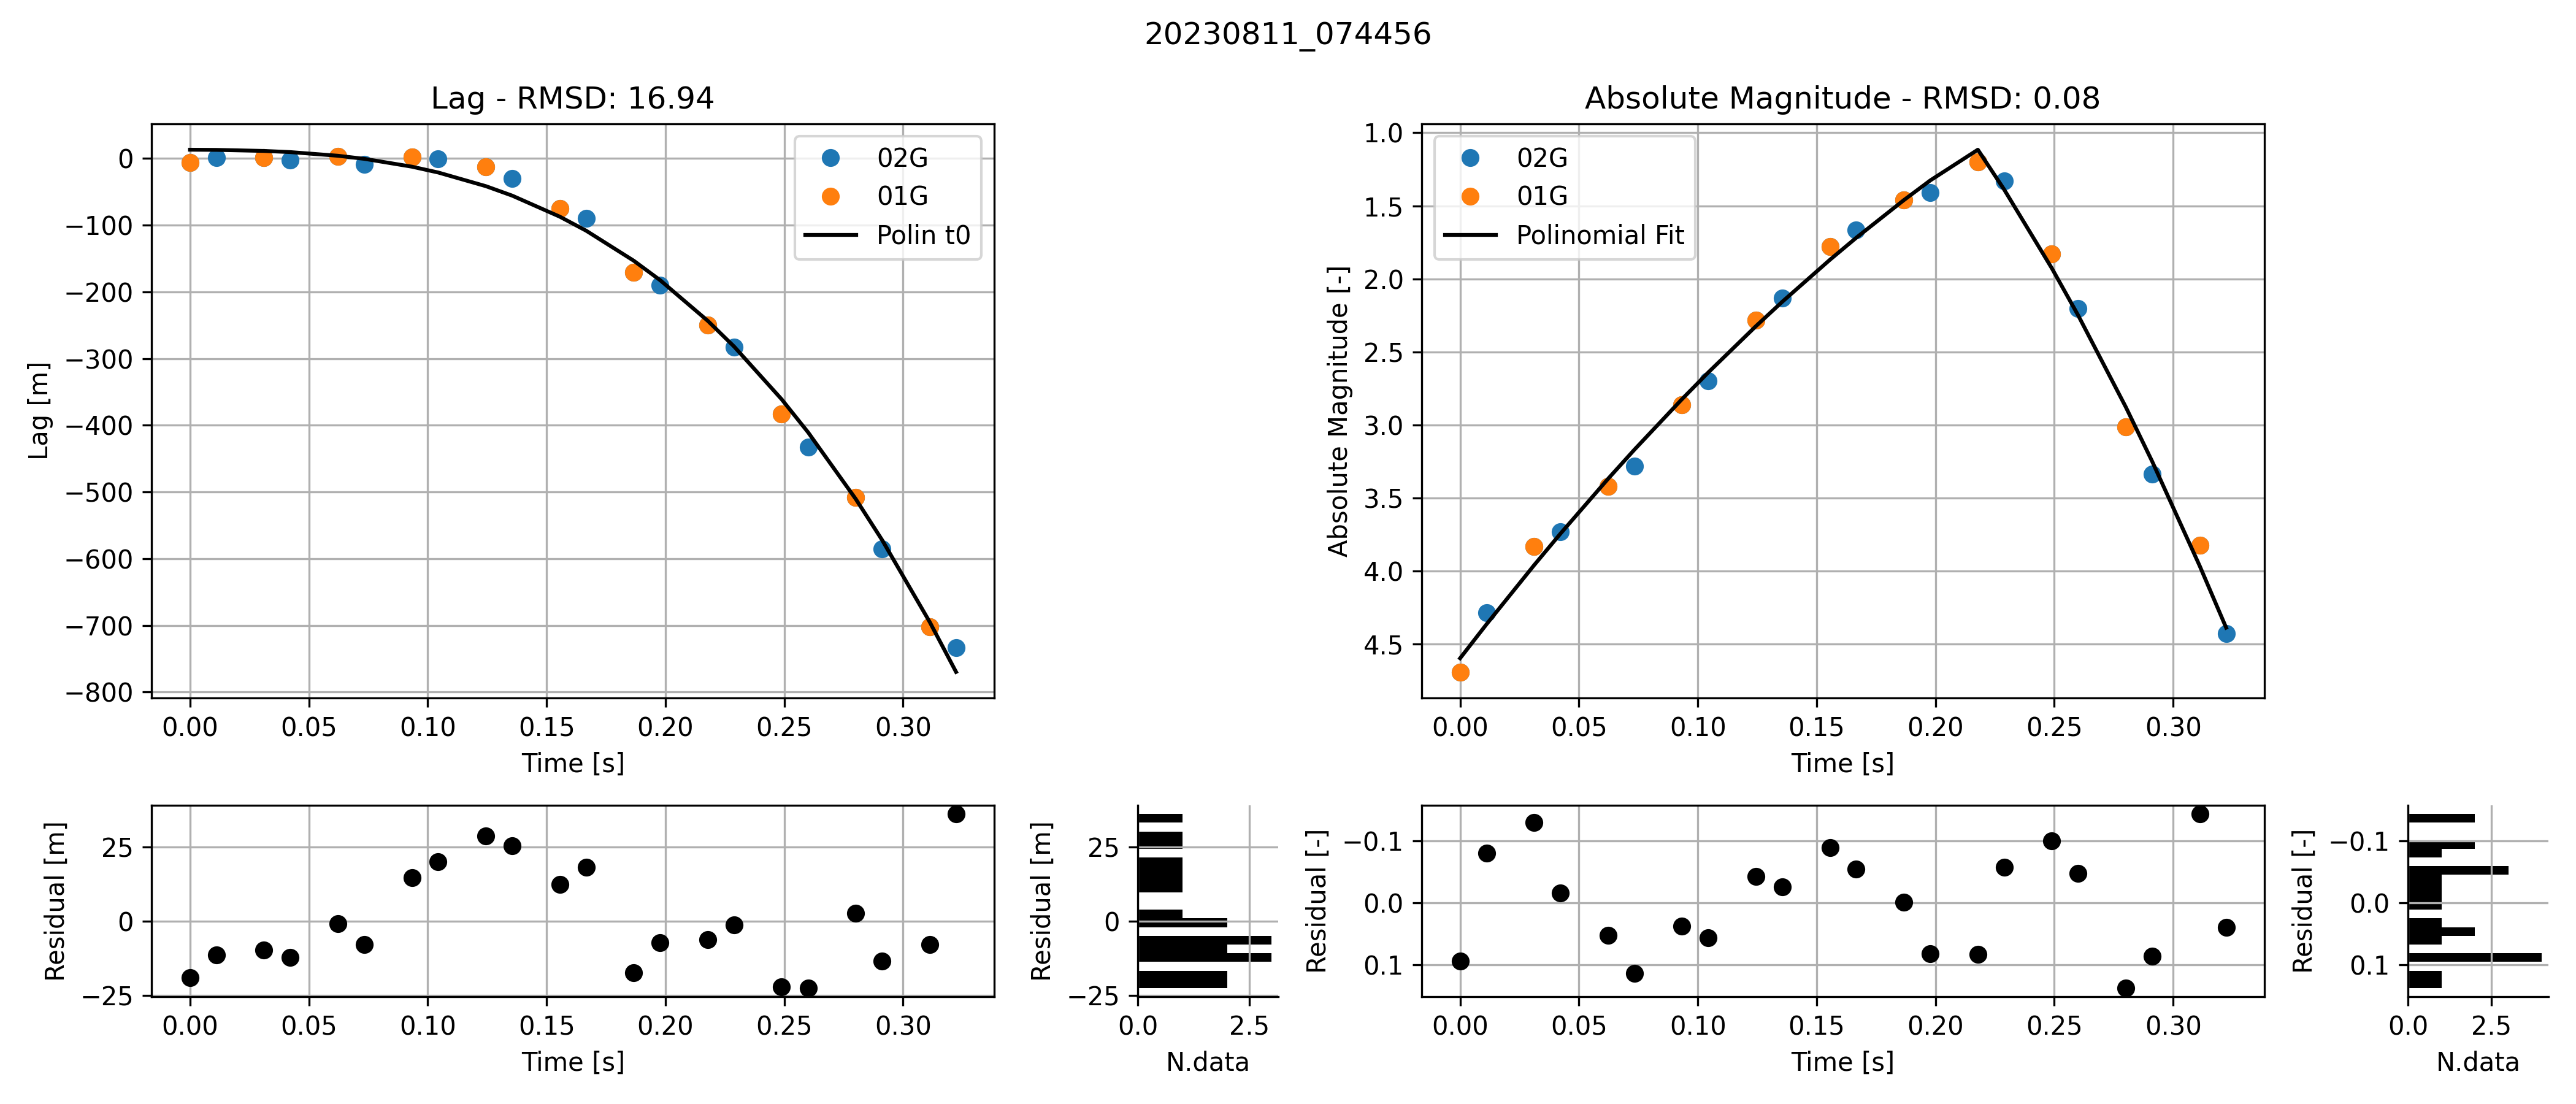 20230811_074456
Lag - RMSD: 16.94
02G
01G
Polin t0
Lag [m]
0
−100
−200
−300
−400
−500
−600
−700
−800
0.00 0.05 0.10 0.15 0.20 0.25 0.30
Time [s]
Absolute Magnitude - RMSD: 0.08
02G
01G
Polinomial Fit
Absolute Magnitude [-]
1.0
1.5
2.0
2.5
3.0
3.5
4.0
4.5
0.00 0.05 0.10 0.15 0.20 0.25 0.30
Time [s]
Residual [m]
25
0
−25
0.00 0.05 0.10 0.15 0.20 0.25 0.30
Time [s]
Residual [m]
25
0
−25
0.0 2.5
N.data
Residual [-]
−0.1
0.0
0.1
0.00 0.05 0.10 0.15 0.20 0.25 0.30
Time [s]
Residual [-]
−0.1
0.0
0.1
0.0 2.5
N.data